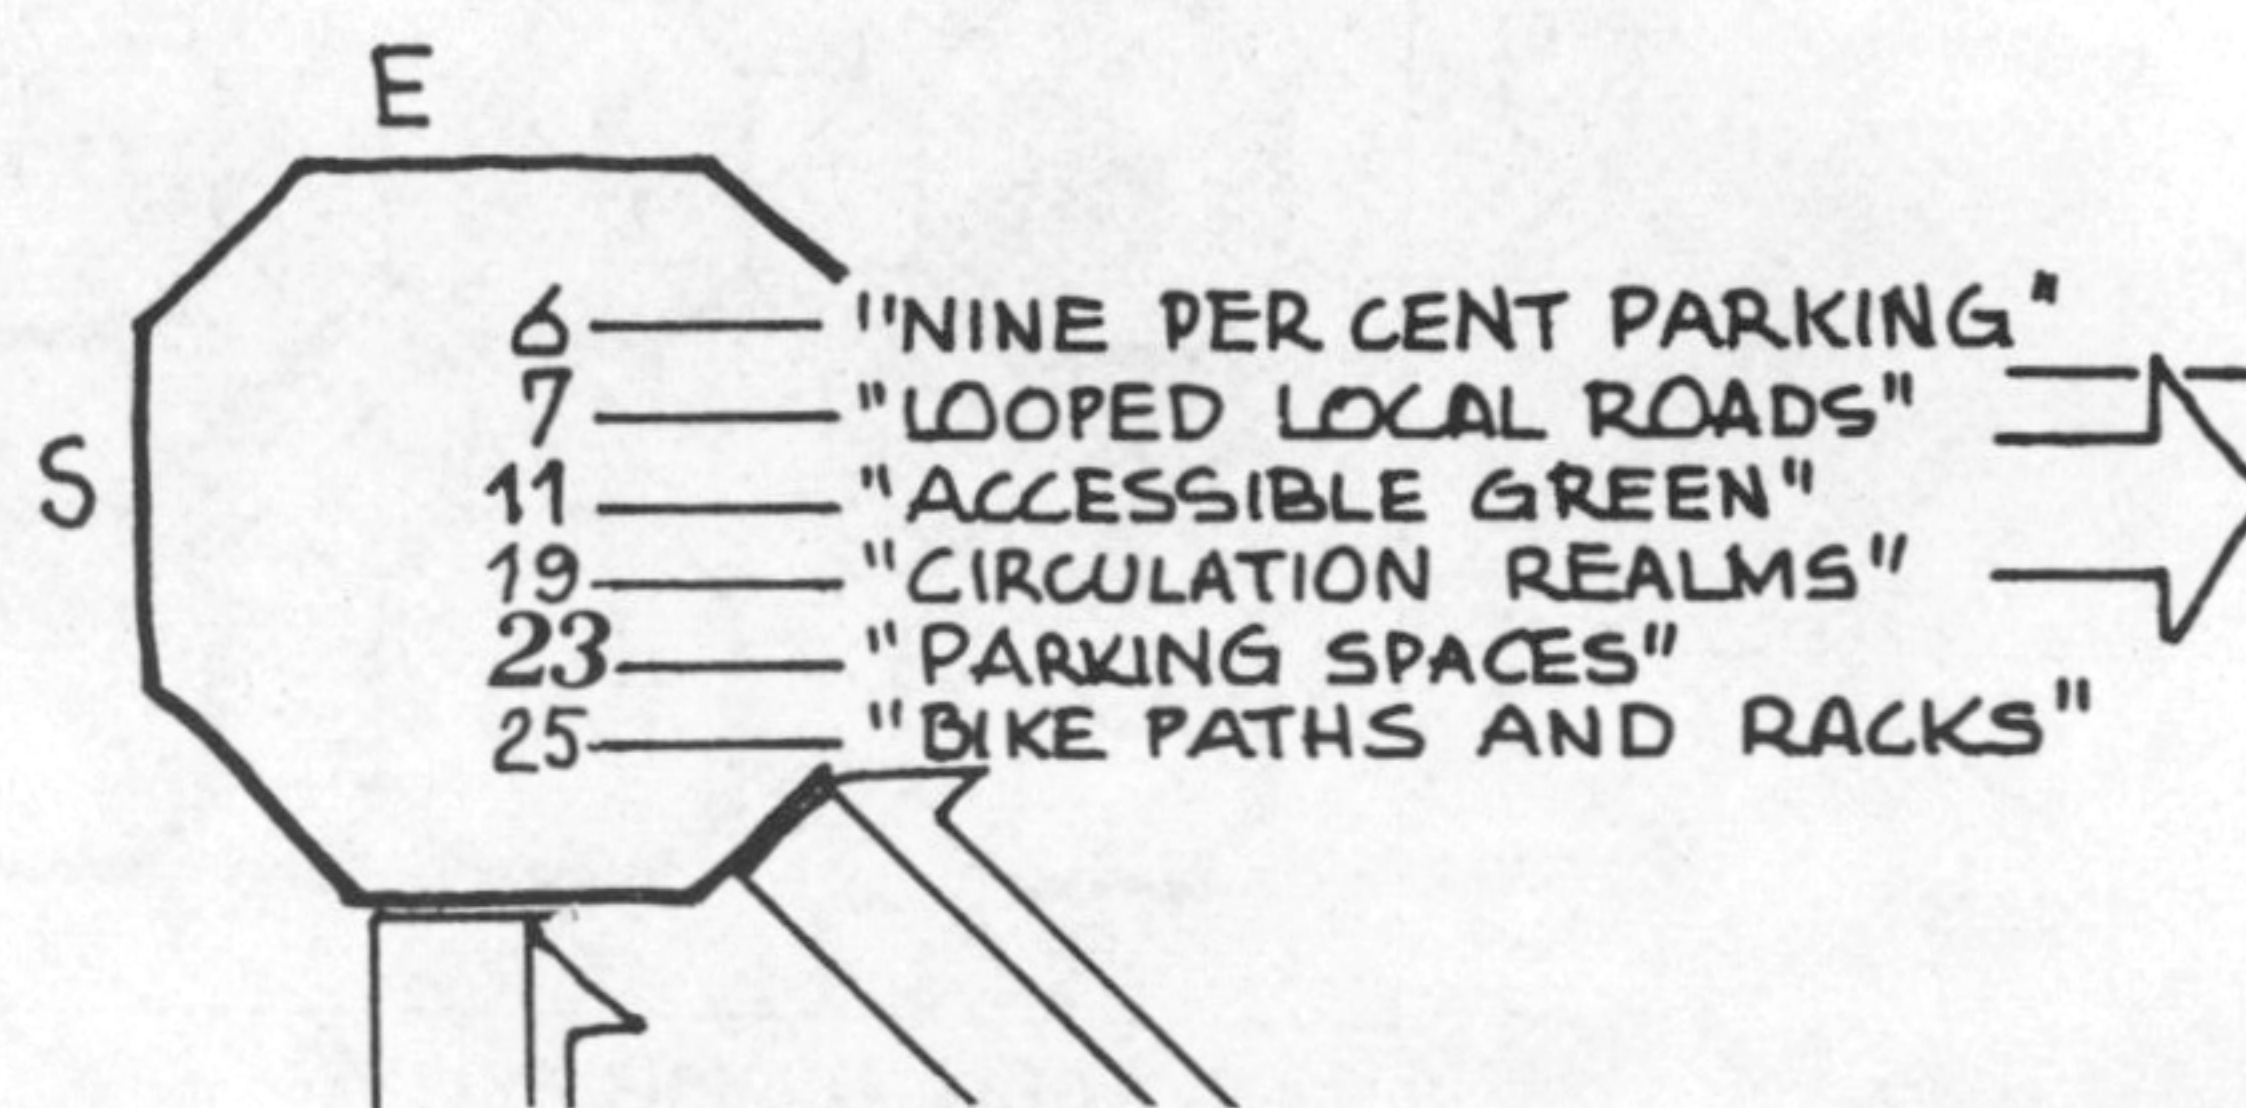 E
S
6 "NINE PER CENT PARKING"
7 "LOOPED LOCAL ROADS"
11 "ACCESSIBLE GREEN"
19 "CIRCULATION REALMS"
23 "PARKING SPACES"
25 "BIKE PATHS AND RACKS"